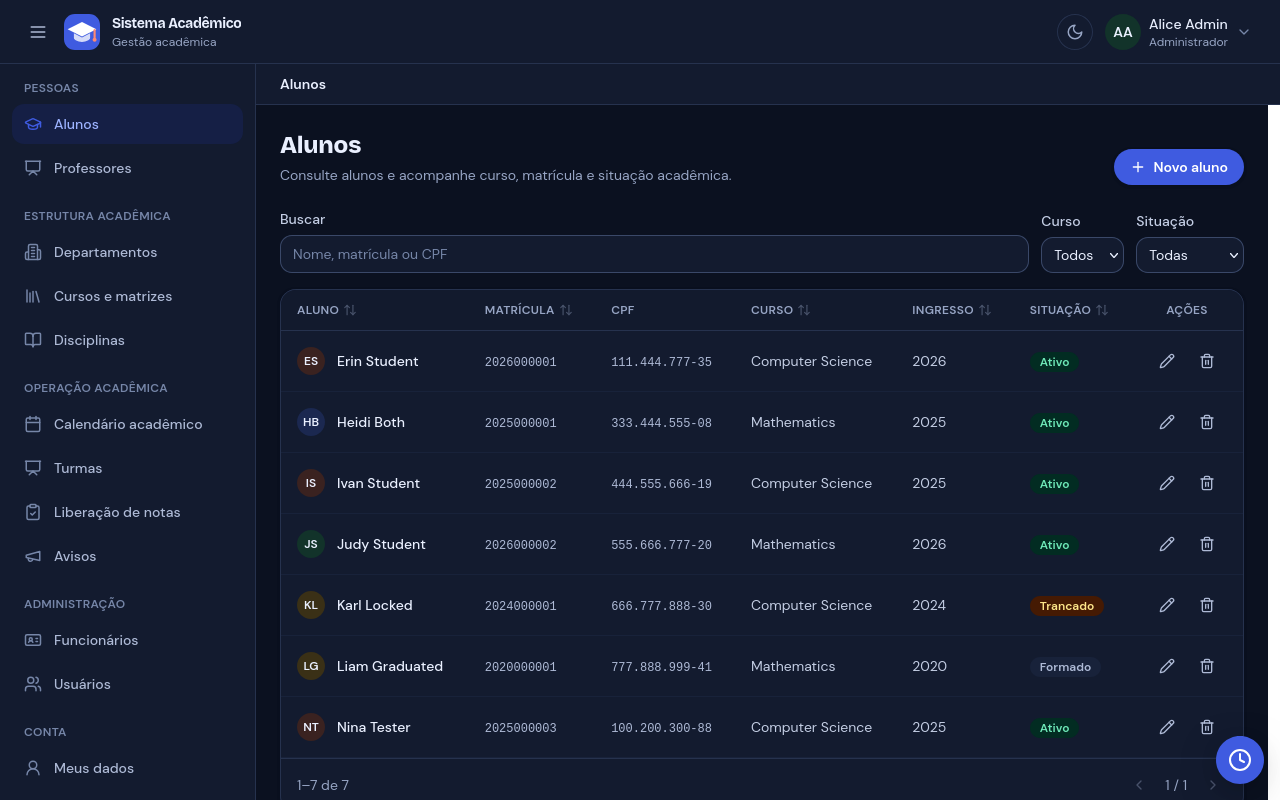 Sistema Acadêmico
Gestão acadêmica
AA
Alice Admin
Administrador
PESSOAS
Alunos
Professores
ESTRUTURA ACADÊMICA
Departamentos
Cursos e matrizes
Disciplinas
OPERAÇÃO ACADÊMICA
Calendário acadêmico
Turmas
Liberação de notas
Avisos
ADMINISTRAÇÃO
Funcionários
Usuários
CONTA
Meus dados
Alunos
Alunos
Consulte alunos e acompanhe curso, matrícula e situação acadêmica.
Novo aluno
Buscar
Curso
Situação
Nome, matrícula ou CPF
Todos
Todas
ALUNO MATRÍCULA CPF CURSO INGRESSO SITUAÇÃO AÇÕES
ES Erin Student 2026000001 111.444.777-35 Computer Science 2026 Ativo
HB Heidi Both 2025000001 333.444.555-08 Mathematics 2025 Ativo
IS Ivan Student 2025000002 444.555.666-19 Computer Science 2025 Ativo
JS Judy Student 2026000002 555.666.777-20 Mathematics 2026 Ativo
KL Karl Locked 2024000001 666.777.888-30 Computer Science 2024 Trancado
LG Liam Graduated 2020000001 777.888.999-41 Mathematics 2020 Formado
NT Nina Tester 2025000003 100.200.300-88 Computer Science 2025 Ativo
1–7 de 7
1 / 1